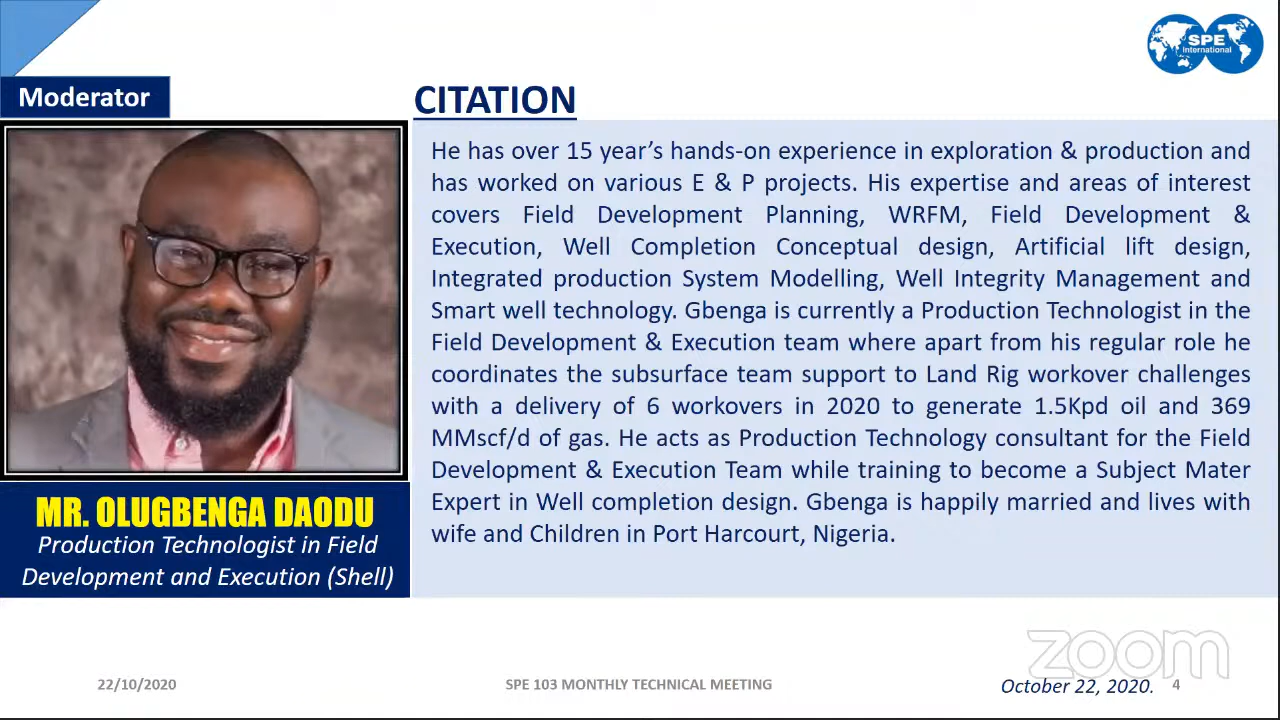 SPE
International
Moderator
CITATION
He has over 15 year’s hands-on experience in exploration & production and
has worked on various E & P projects. His expertise and areas of interest
covers Field Development Planning, WRFM, Field Development &
Execution, Well Completion Conceptual design, Artificial lift design,
Integrated production System Modelling, Well Integrity Management and
Smart well technology. Gbenga is currently a Production Technologist in the
Field Development & Execution team where apart from his regular role he
coordinates the subsurface team support to Land Rig workover challenges
with a delivery of 6 workovers in 2020 to generate 1.5Kpd oil and 369
MMscf/d of gas. He acts as Production Technology consultant for the Field
Development & Execution Team while training to become a Subject Mater
Expert in Well completion design. Gbenga is happily married and lives with
wife and Children in Port Harcourt, Nigeria.
MR. OLUGBENGA DAODU
Production Technologist in Field
Development and Execution (Shell)
zoom
22/10/2020
SPE 103 MONTHLY TECHNICAL MEETING
October 22, 2020.
4